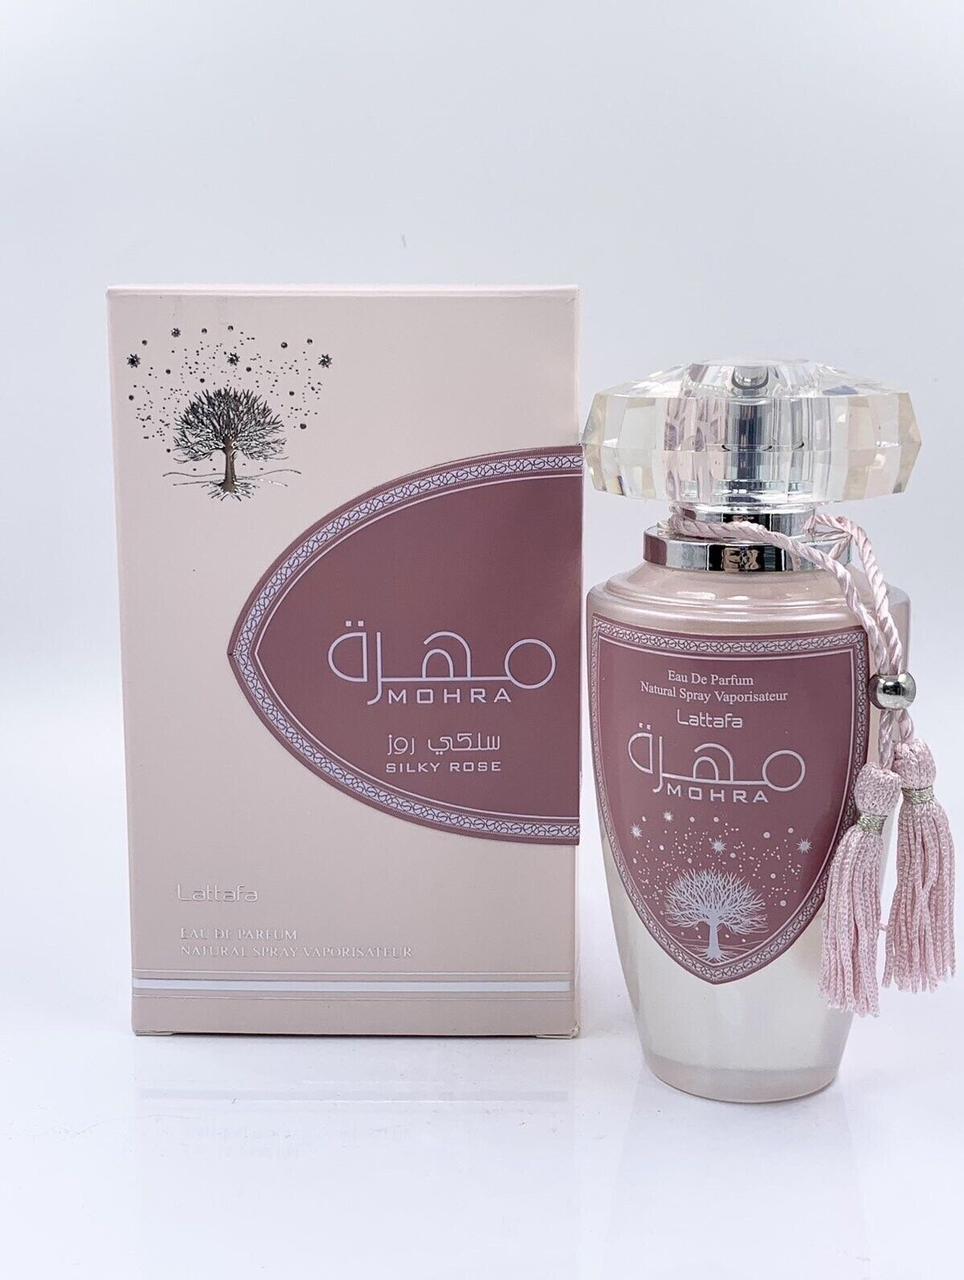 مهرة
MOHRA
سلكي روز
SILKY ROSE
Lattafa
EAU DE PARFUM
NATURAL SPRAY VAPORISATEUR
Eau De Parfum
Natural Spray Vaporisateur
Lattafa
مهرة
MOHRA